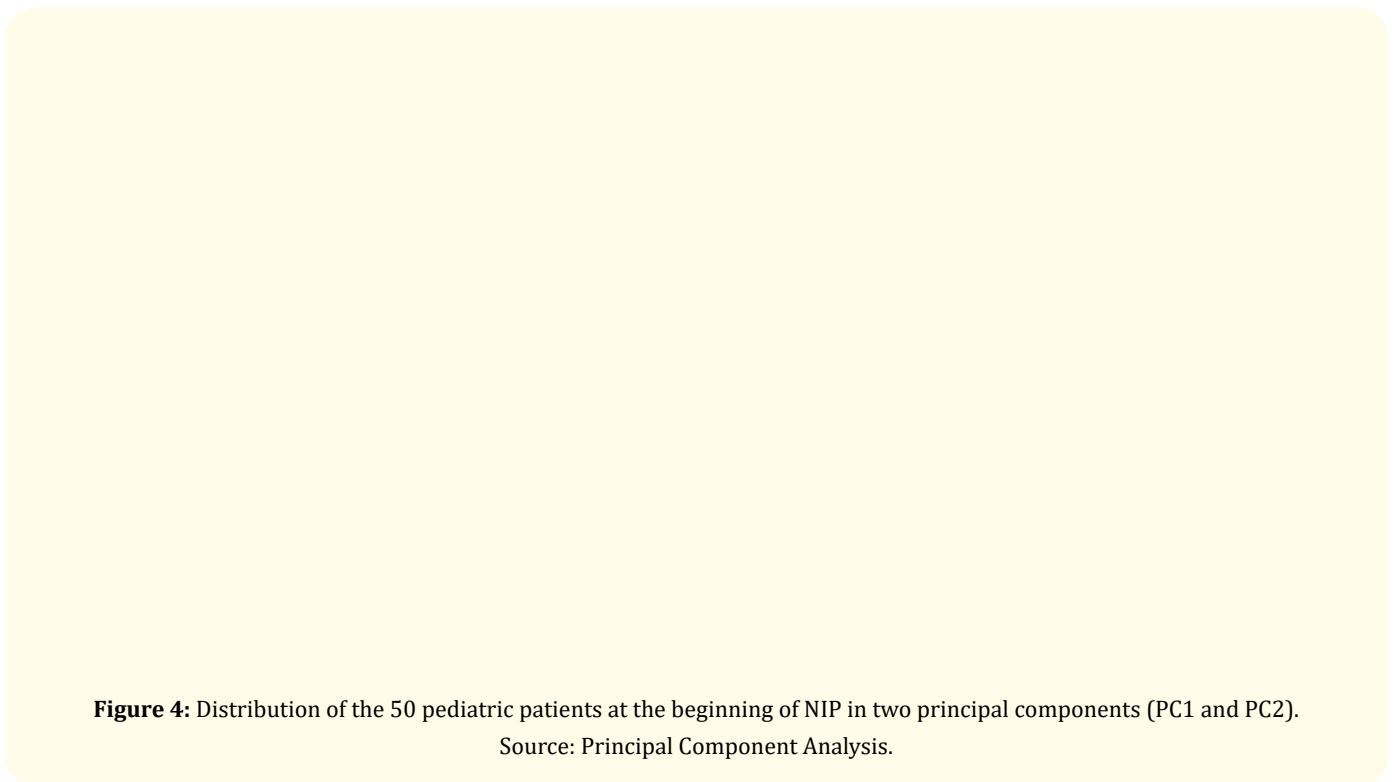 Figure 4: Distribution of the 50 pediatric patients at the beginning of NIP in two principal components (PC1 and PC2).
Source: Principal Component Analysis.